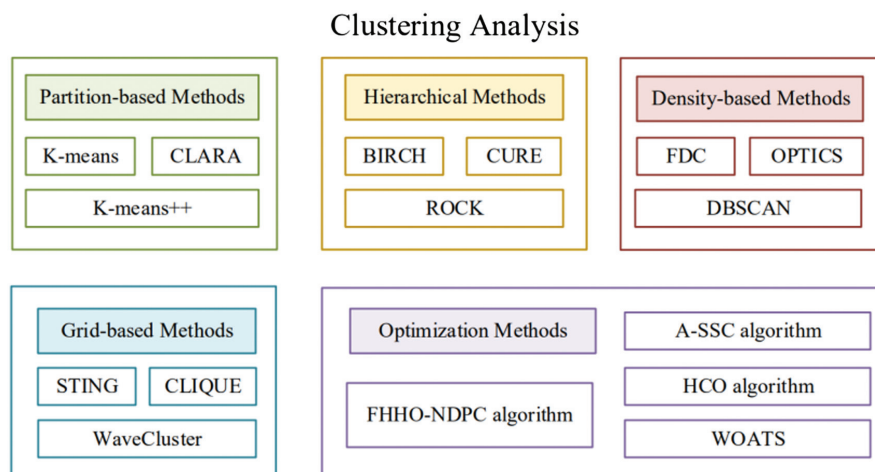 Clustering Analysis
Partition-based Methods
K-means
CLARA
K-means++
Hierarchical Methods
BIRCH
CURE
ROCK
Density-based Methods
FDC
OPTICS
DBSCAN
Grid-based Methods
STING
CLIQUE
WaveCluster
Optimization Methods
FHHO-NDPC algorithm
A-SSC algorithm
HCO algorithm
WOATS